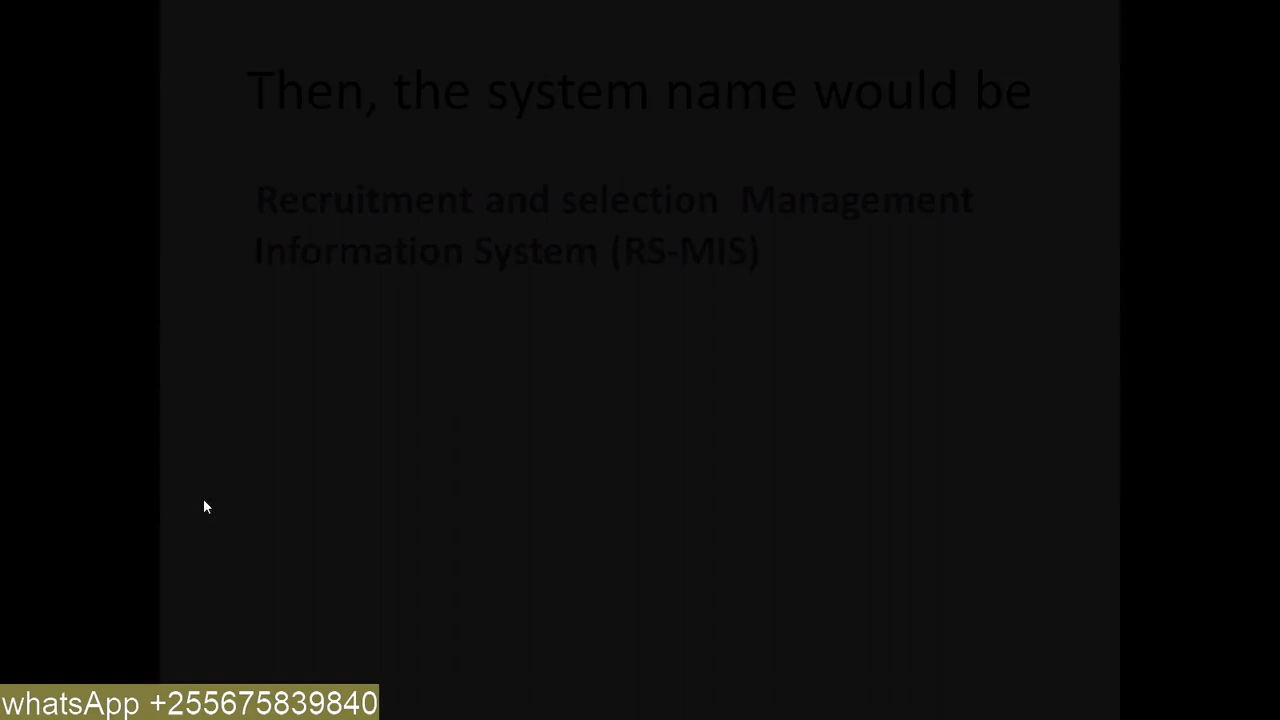 Then, the system name would be
Recruitment and selection Management
Information System (RS-MIS)
whatsApp +255675839840